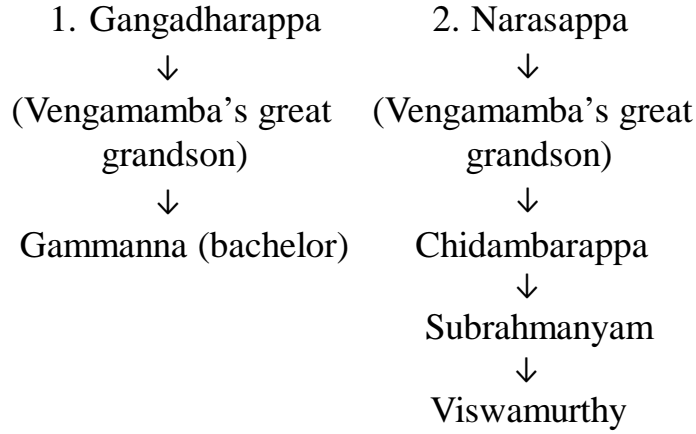 1. Gangadharappa
↓
(Vengamamba’s great
grandson)
↓
Gammanna (bachelor)
2. Narasappa
↓
(Vengamamba’s great
grandson)
↓
Chidambarappa
↓
Subrahmanyam
↓
Viswamurthy